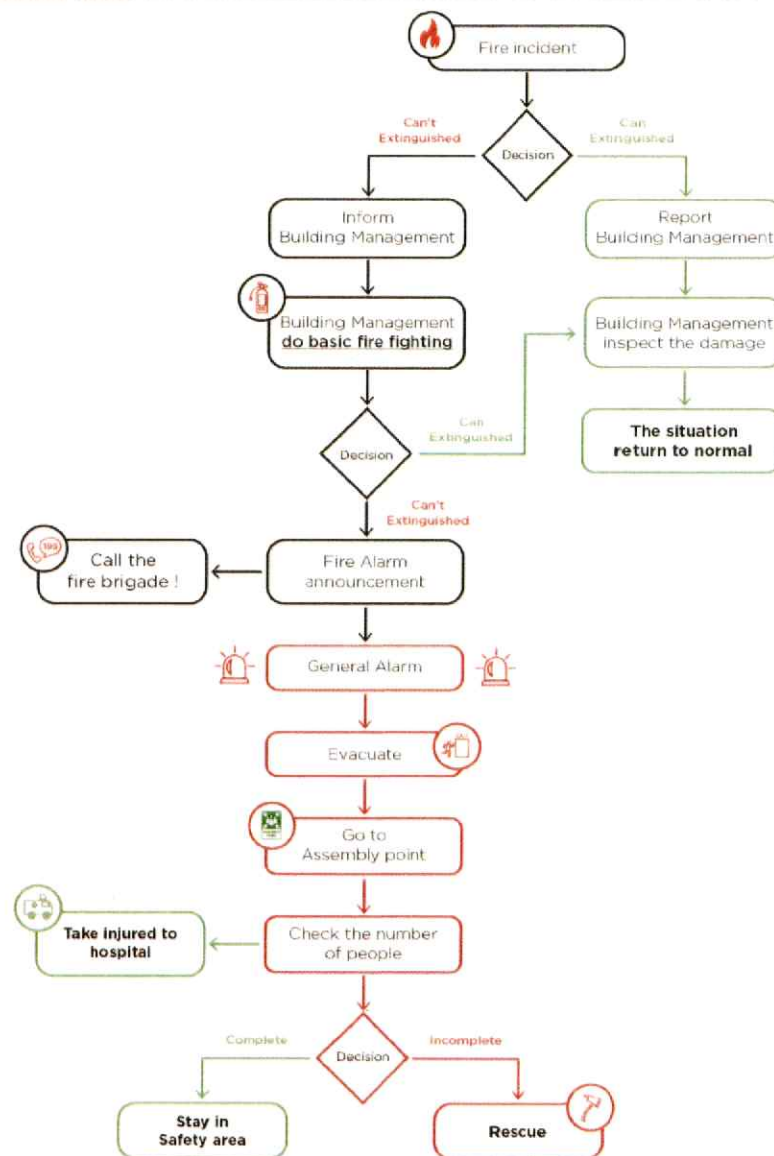 Fire incident
Can't
Extinguished
Decision
Can
Extinguished
Inform
Building Management
Report
Building Management
Building Management
do basic fire fighting
Building Management
inspect the damage
Can
Extinguished
Decision
The situation
return to normal
Can't
Extinguished
199
Call the
fire brigade !
Fire Alarm
announcement
General Alarm
Evacuate
Go to
Assembly point
Take injured to
hospital
Check the number
of people
Complete
Decision
Incomplete
Stay in
Safety area
Rescue